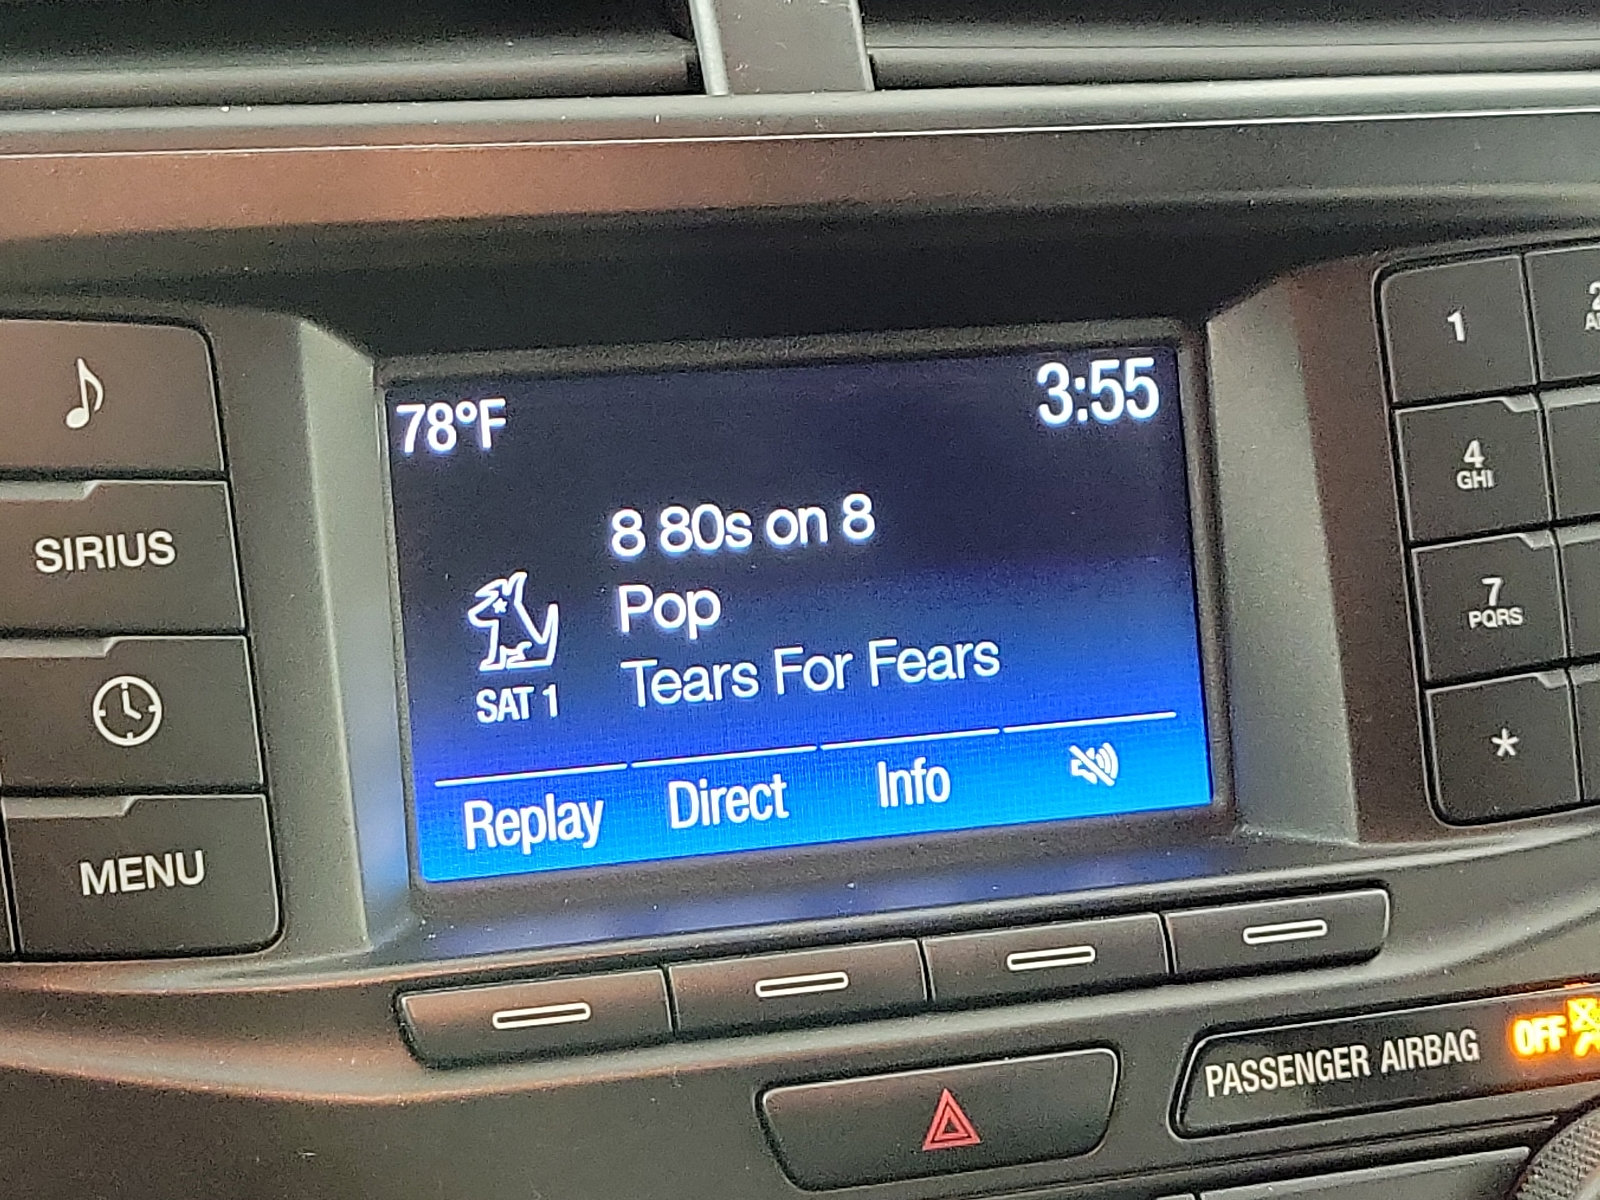 78°F
3:55
8 80s on 8
Pop
Tears For Fears
SAT 1
Replay
Direct
Info
SIRIUS
MENU
1
2
4
GHI
7
PQRS
*
PASSENGER AIRBAG
OFF